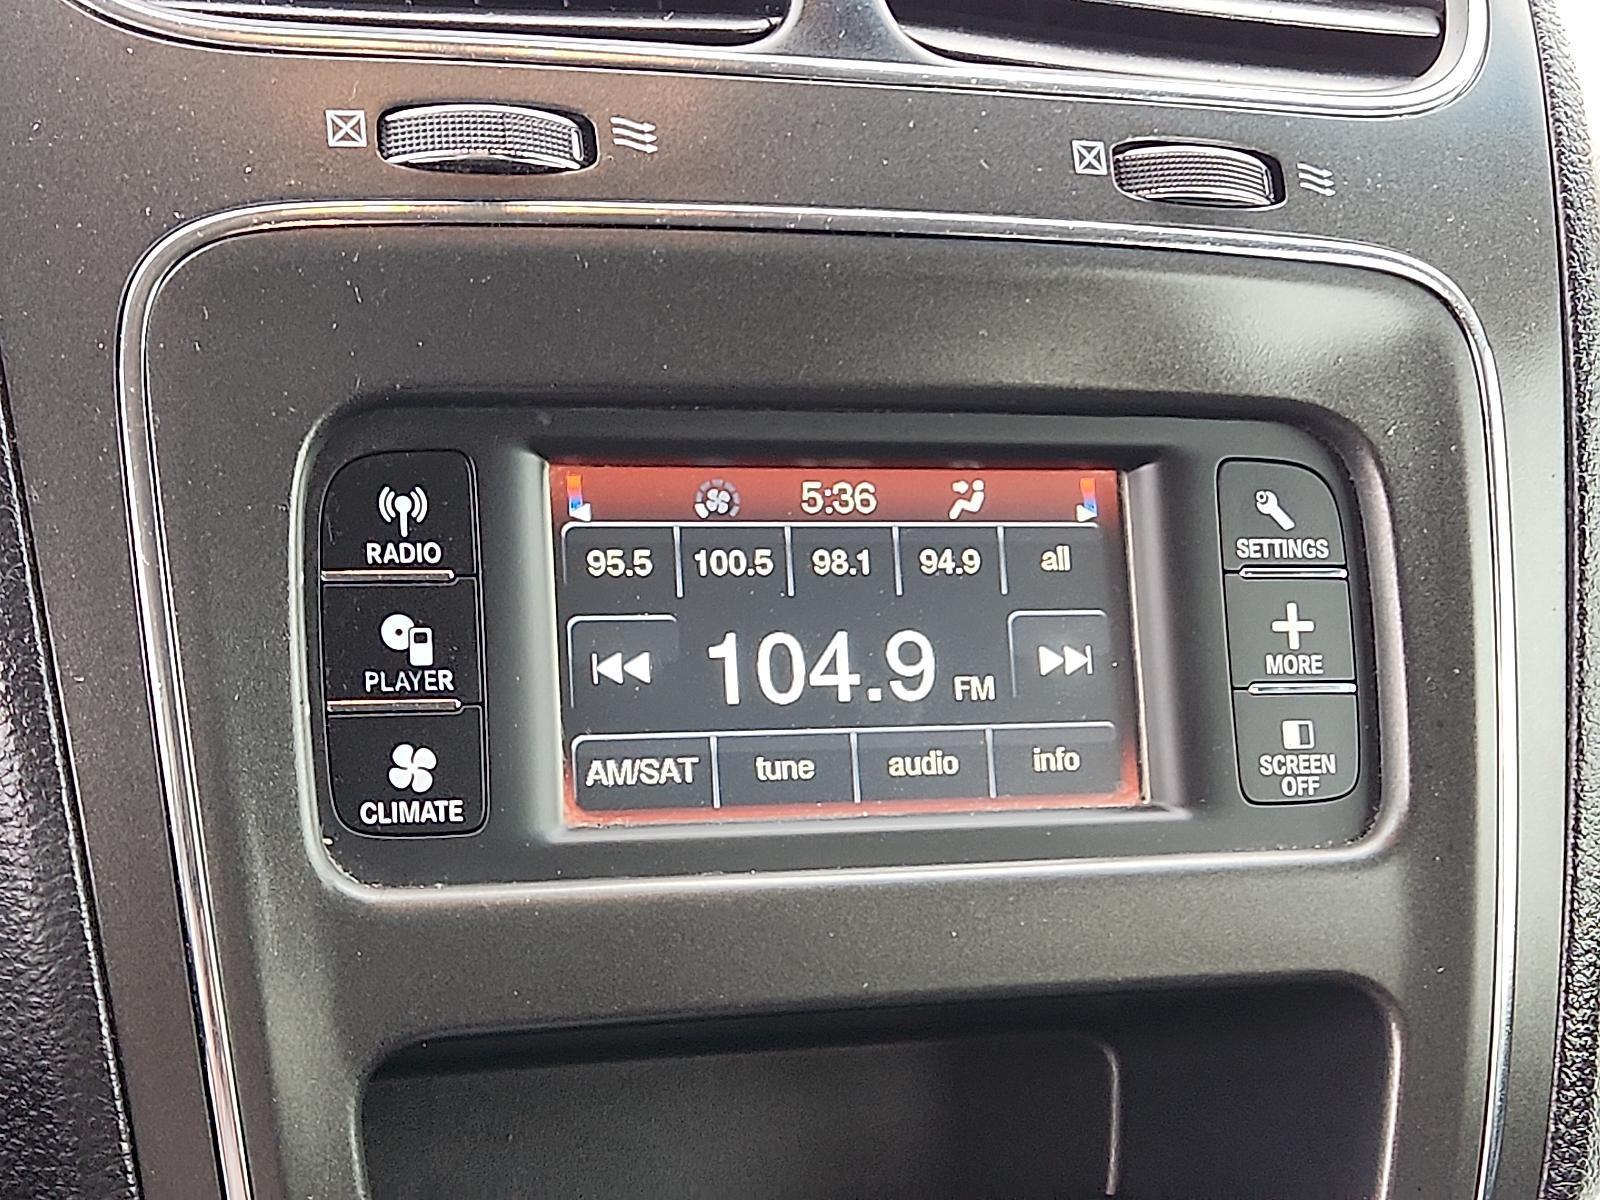 5:36
95.5 100.5 98.1 94.9 all
104.9 FM
AM/SAT tune audio info
RADIO
PLAYER
CLIMATE
SETTINGS
MORE
SCREEN
OFF